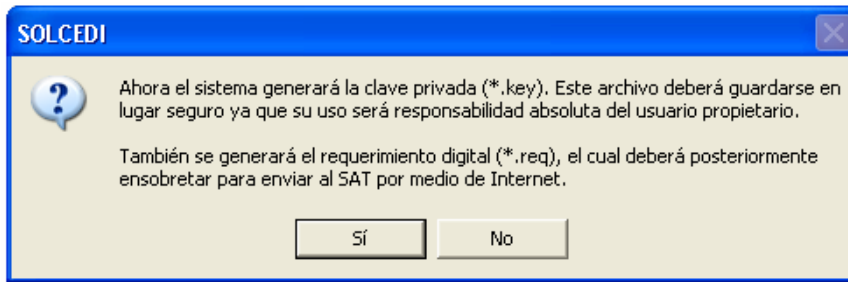 SOLCEDI
Ahora el sistema generará la clave privada (*.key). Este archivo deberá guardarse en
lugar seguro ya que su uso será responsabilidad absoluta del usuario propietario.
También se generará el requerimiento digital (*.req), el cual deberá posteriormente
ensobretar para enviar al SAT por medio de Internet.
Sí
No